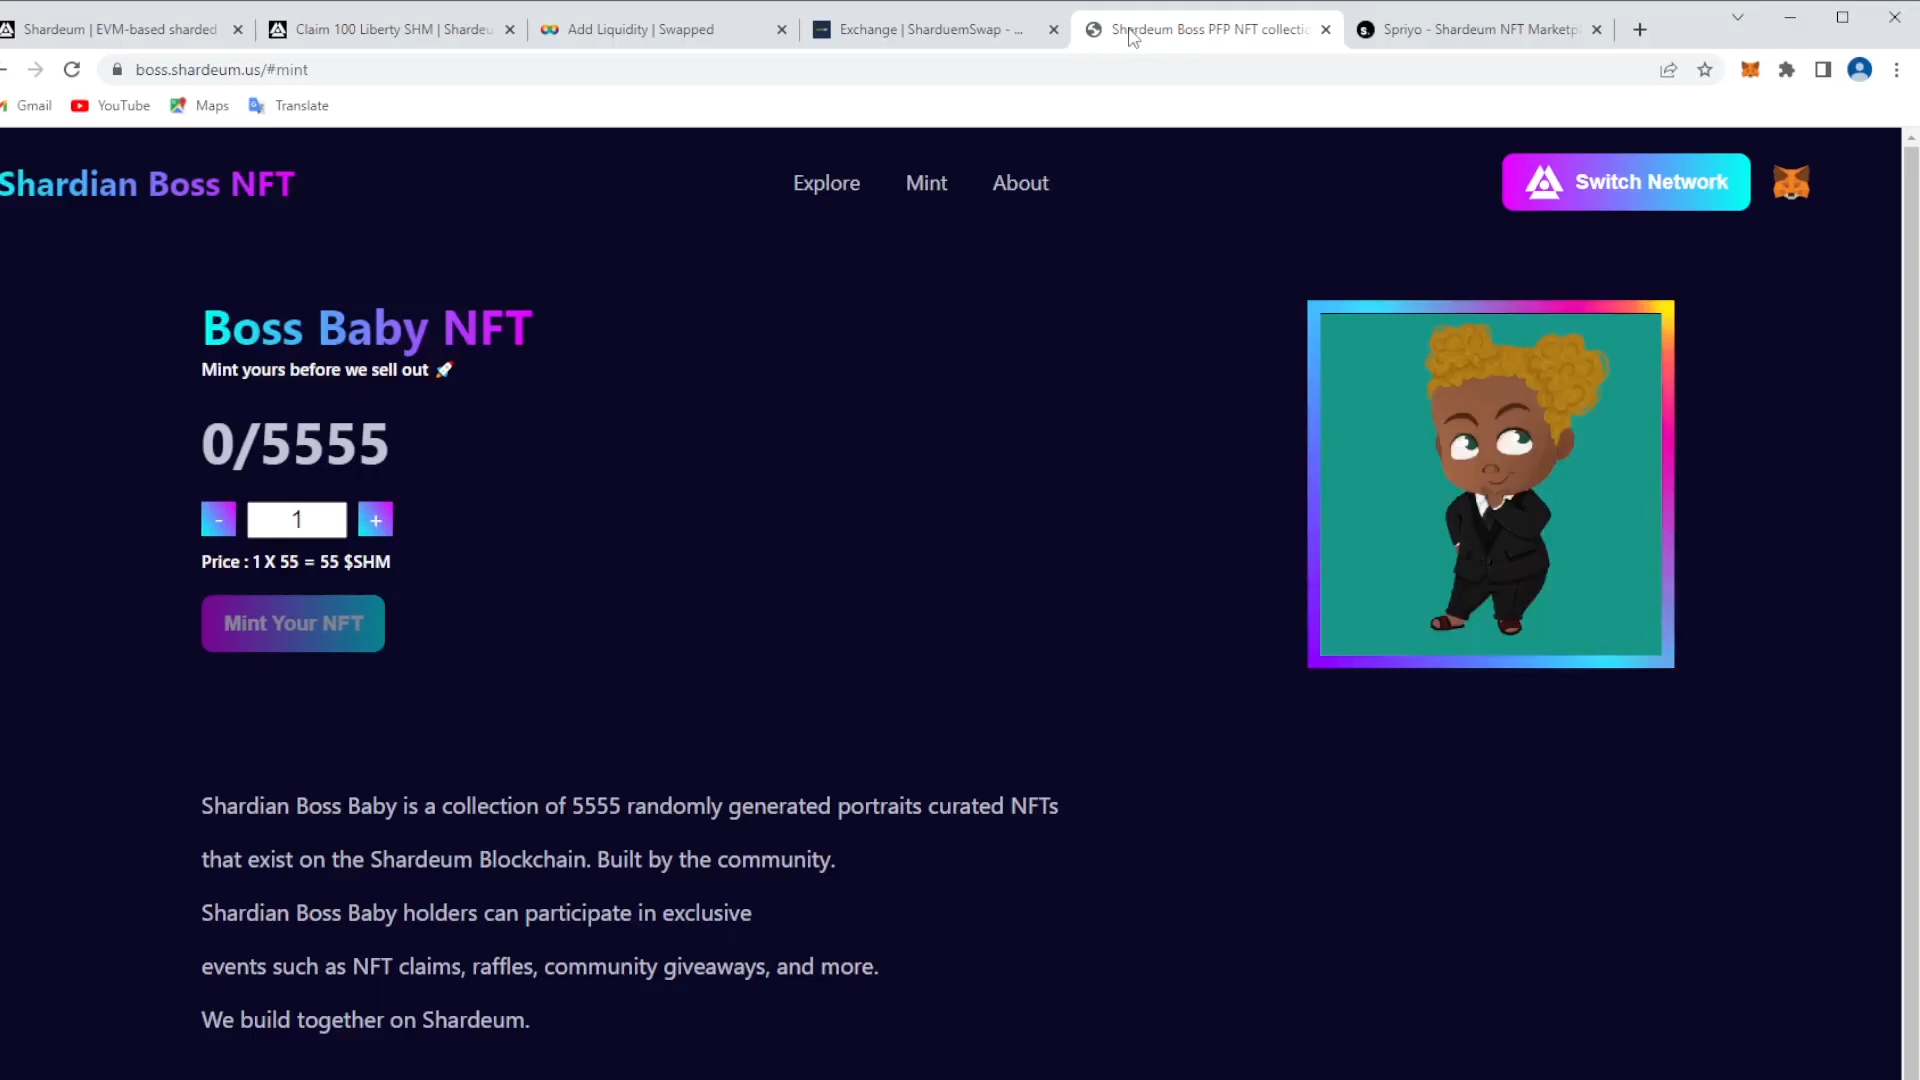 Shardeum | EVM-based sharded
Claim 100 Liberty SHM | Shardeu
Add Liquidity | Swapped
Exchange | SharduemSwap - ...
Shardeum Boss PFP NFT collectio
Spriyo - Shardeum NFT Marketpl
boss.shardeum.us/#mint
Gmail
YouTube
Maps
Translate
Shardian Boss NFT
Explore
Mint
About
Switch Network
Boss Baby NFT
Mint yours before we sell out 🚀
0/5555
- 1 +
Price : 1 X 55 = 55 $SHM
Mint Your NFT
Shardian Boss Baby is a collection of 5555 randomly generated portraits curated NFTs
that exist on the Shardeum Blockchain. Built by the community.
Shardian Boss Baby holders can participate in exclusive
events such as NFT claims, raffles, community giveaways, and more.
We build together on Shardeum.